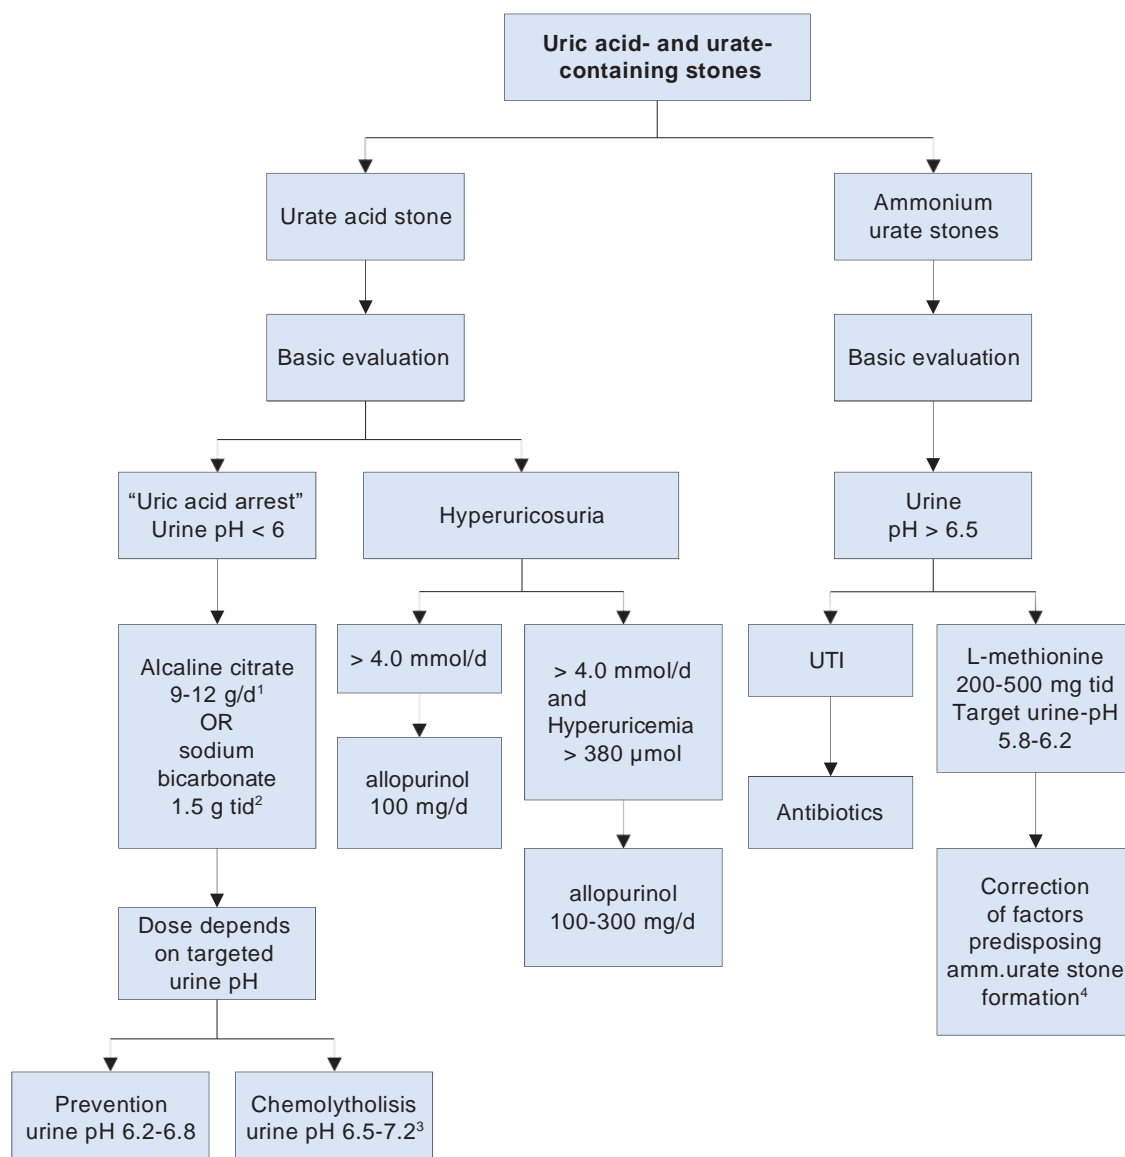 Uric acid- and urate-
containing stones
Urate acid stone
Ammonium
urate stones
Basic evaluation
Basic evaluation
“Uric acid arrest”
Urine pH < 6
Hyperuricosuria
Urine
pH > 6.5
Alcaline citrate
9-12 g/d¹
OR
sodium
bicarbonate
1.5 g tid²
> 4.0 mmol/d
> 4.0 mmol/d
and
Hyperuricemia
> 380 µmol
UTI
L-methionine
200-500 mg tid
Target urine-pH
5.8-6.2
allopurinol
100 mg/d
Antibiotics
allopurinol
100-300 mg/d
Correction
of factors
predisposing
amm.urate stone
formation⁴
Dose depends
on targeted
urine pH
Prevention
urine pH 6.2-6.8
Chemolytholisis
urine pH 6.5-7.2³